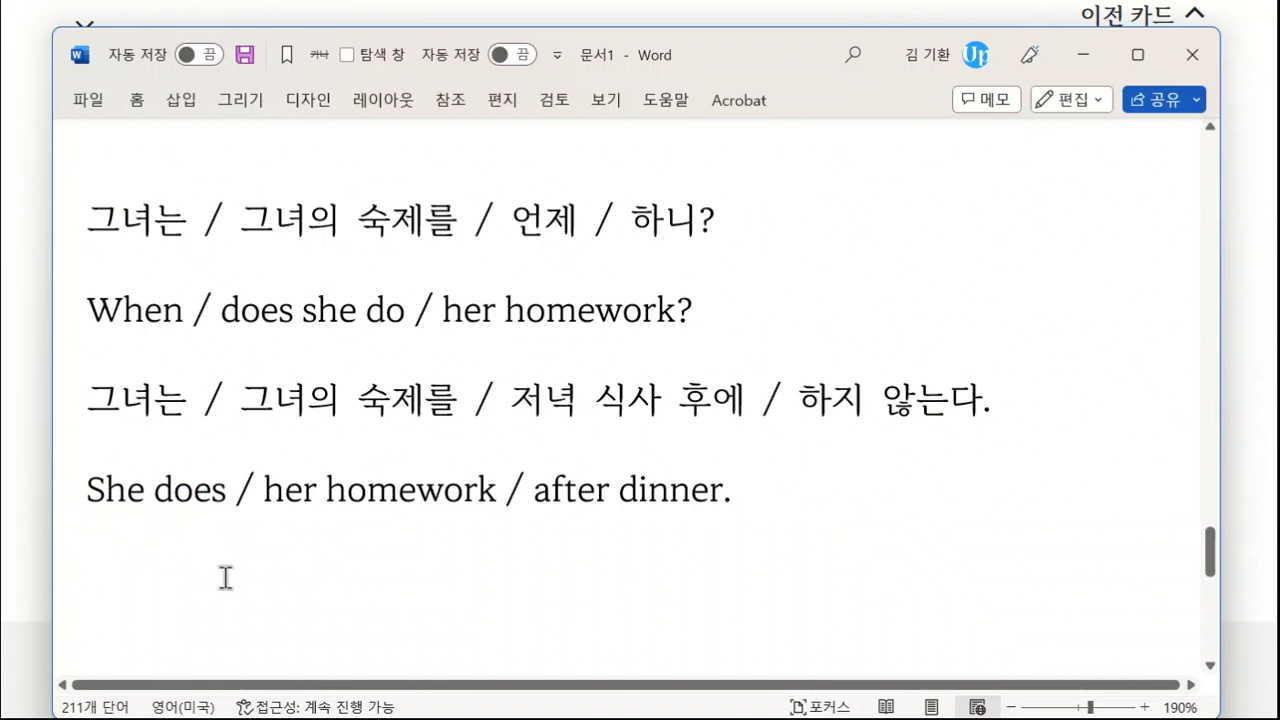 이전 카드
자동 저장 끔 가나 탐색 창 자동 저장 끔 문서1 - Word 김 기환 Up
파일 홈 삽입 그리기 디자인 레이아웃 참조 편지 검토 보기 도움말 Acrobat 메모 편집 공유
그녀는 / 그녀의 숙제를 / 언제 / 하니?
When / does she do / her homework?
그녀는 / 그녀의 숙제를 / 저녁 식사 후에 / 하지 않는다.
She does / her homework / after dinner.
211개 단어 영어(미국) 접근성: 계속 진행 가능 포커스 190%